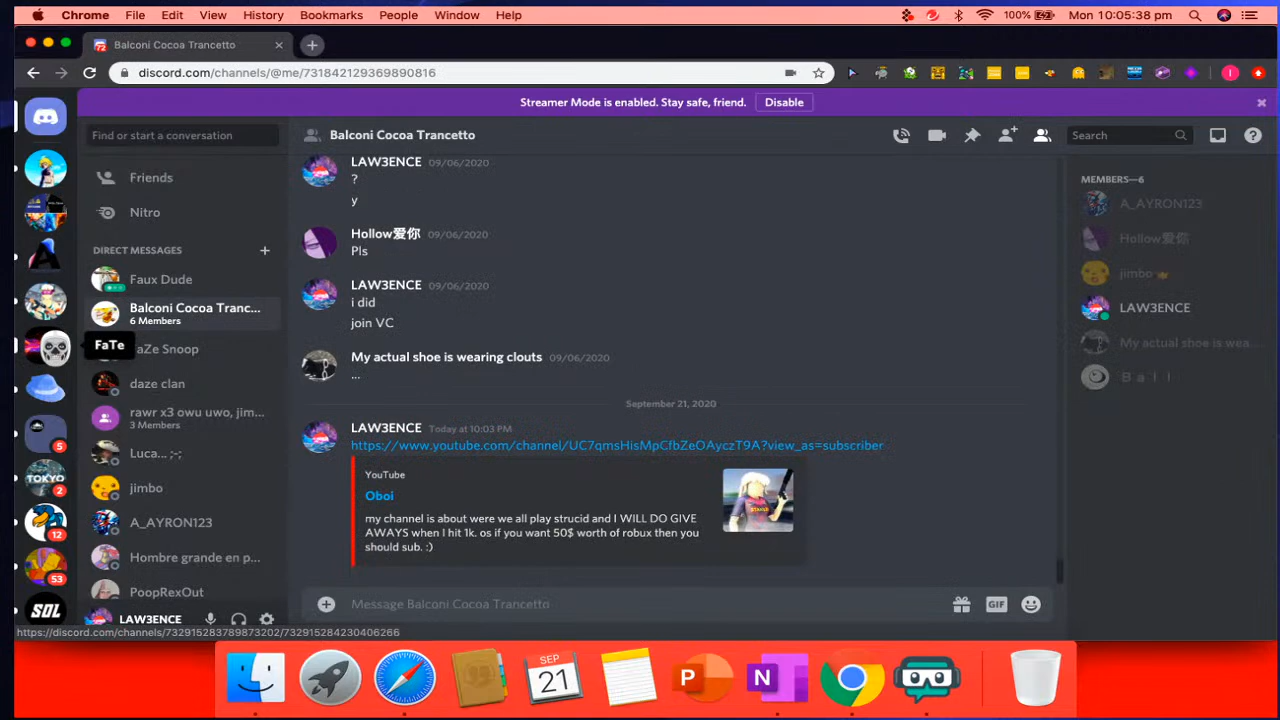 Chrome File Edit View History Bookmarks People Window Help
100% Mon 10:05:38 pm
Balconi Cocoa Trancetto
discord.com/channels/@me/731842129369890816
Streamer Mode is enabled. Stay safe, friend. Disable
Find or start a conversation
Friends
Nitro
DIRECT MESSAGES
Faux Dude
Balconi Cocoa Tranc...
6 Members
FaTe
aZe Snoop
daze clan
rawr x3 owu uwo, jim...
3 Members
Luca... ;-;
jimbo
A_AYRON123
Hombre grande en p...
PoopRexOut
LAW3ENCE
5
TOKYO
2
12
53
SOL
https://discord.com/channels/732915283789873202/732915284230406266
Balconi Cocoa Trancetto
Search
LAW3ENCE 09/06/2020
?
y
Hollow爱你 09/06/2020
Pls
LAW3ENCE 09/06/2020
i did
join VC
My actual shoe is wearing clouts 09/06/2020
...
September 21, 2020
LAW3ENCE Today at 10:03 PM
https://www.youtube.com/channel/UC7qmsHisMpCfbZeOAyczT9A?view_as=subscriber
YouTube
Oboi
my channel is about were we all play strucid and I WILL DO GIVE
AWAYS when I hit 1k. os if you want 50$ worth of robux then you
should sub. :)
Message Balconi Cocoa Trancetto
GIF
MEMBERS—6
A_AYRON123
Hollow爱你
jimbo
LAW3ENCE
My actual shoe is wea...
B a l l
SEP
21
P
N